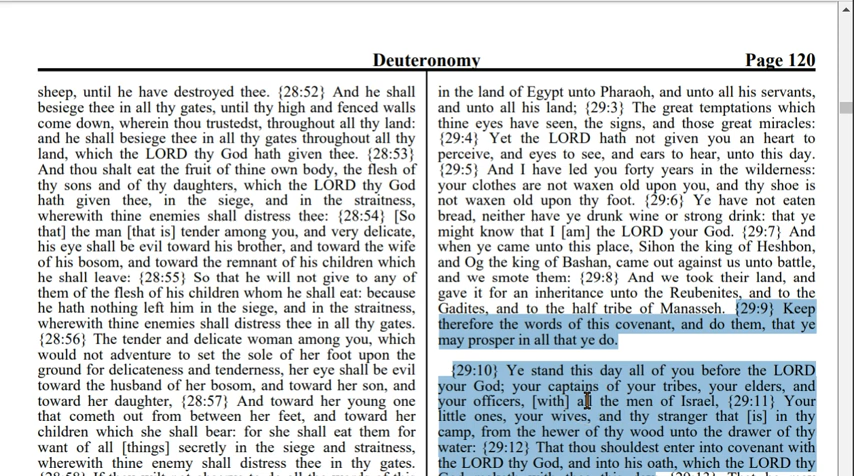 Deuteronomy Page 120
sheep, until he have destroyed thee. {28:52} And he shall
besiege thee in all thy gates, until thy high and fenced walls
come down, wherein thou trustedst, throughout all thy land:
and he shall besiege thee in all thy gates throughout all thy
land, which the LORD thy God hath given thee. {28:53}
And thou shalt eat the fruit of thine own body, the flesh of
thy sons and of thy daughters, which the LORD thy God
hath given thee, in the siege, and in the straitness,
wherewith thine enemies shall distress thee: {28:54} [So
that] the man [that is] tender among you, and very delicate,
his eye shall be evil toward his brother, and toward the wife
of his bosom, and toward the remnant of his children which
he shall leave: {28:55} So that he will not give to any of
them of the flesh of his children whom he shall eat: because
he hath nothing left him in the siege, and in the straitness,
wherewith thine enemies shall distress thee in all thy gates.
{28:56} The tender and delicate woman among you, which
would not adventure to set the sole of her foot upon the
ground for delicateness and tenderness, her eye shall be evil
toward the husband of her bosom, and toward her son, and
toward her daughter, {28:57} And toward her young one
that cometh out from between her feet, and toward her
children which she shall bear: for she shall eat them for
want of all [things] secretly in the siege and straitness,
wherewith thine enemy shall distress thee in thy gates.
in the land of Egypt unto Pharaoh, and unto all his servants,
and unto all his land; {29:3} The great temptations which
thine eyes have seen, the signs, and those great miracles:
{29:4} Yet the LORD hath not given you an heart to
perceive, and eyes to see, and ears to hear, unto this day.
{29:5} And I have led you forty years in the wilderness:
your clothes are not waxen old upon you, and thy shoe is
not waxen old upon thy foot. {29:6} Ye have not eaten
bread, neither have ye drunk wine or strong drink: that ye
might know that I [am] the LORD your God. {29:7} And
when ye came unto this place, Sihon the king of Heshbon,
and Og the king of Bashan, came out against us unto battle,
and we smote them: {29:8} And we took their land, and
gave it for an inheritance unto the Reubenites, and to the
Gadites, and to the half tribe of Manasseh. {29:9} Keep
therefore the words of this covenant, and do them, that ye
may prosper in all that ye do.
{29:10} Ye stand this day all of you before the LORD
your God; your captains of your tribes, your elders, and
your officers, [with] all the men of Israel, {29:11} Your
little ones, your wives, and thy stranger that [is] in thy
camp, from the hewer of thy wood unto the drawer of thy
water: {29:12} That thou shouldest enter into covenant with
the LORD thy God, and into his oath, which the LORD thy